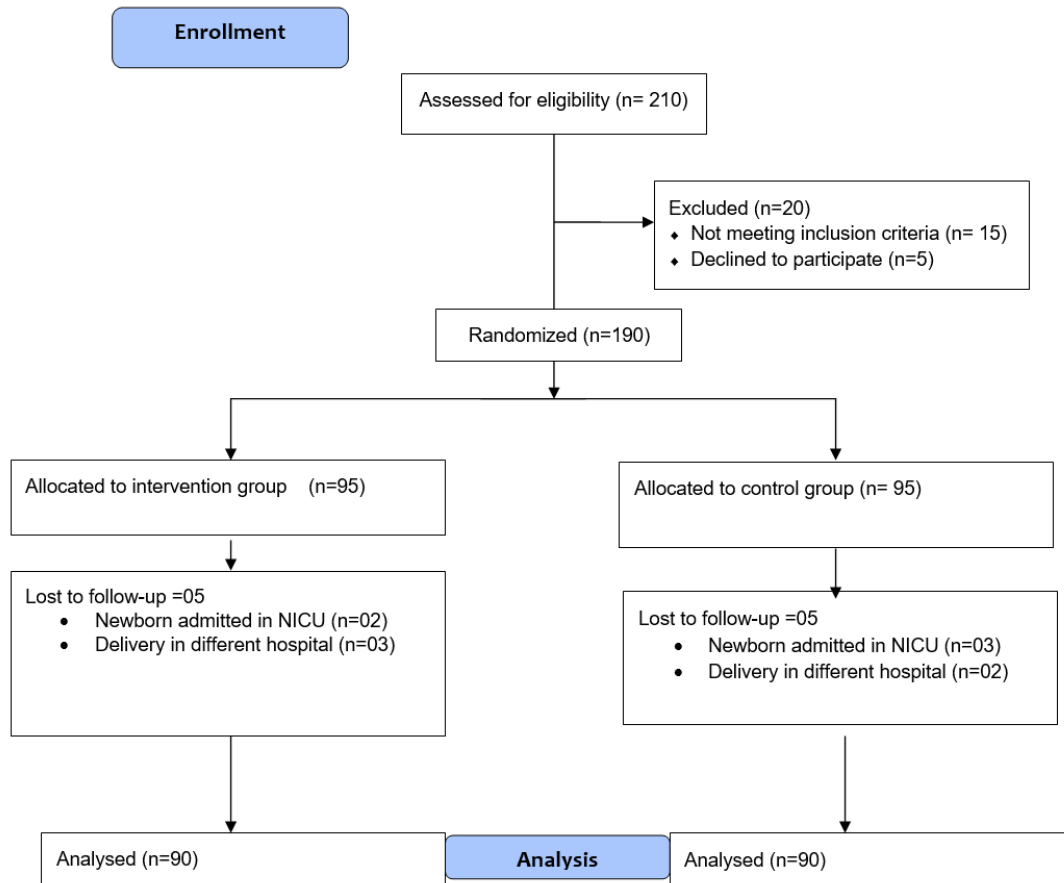 Enrollment
Assessed for eligibility (n= 210)
Excluded (n=20)
⬥ Not meeting inclusion criteria (n= 15)
⬥ Declined to participate (n=5)
Randomized (n=190)
Allocated to intervention group (n=95)
Allocated to control group (n= 95)
Lost to follow-up =05
• Newborn admitted in NICU (n=02)
• Delivery in different hospital (n=03)
Lost to follow-up =05
• Newborn admitted in NICU (n=03)
• Delivery in different hospital (n=02)
Analysed (n=90)
Analysis
Analysed (n=90)